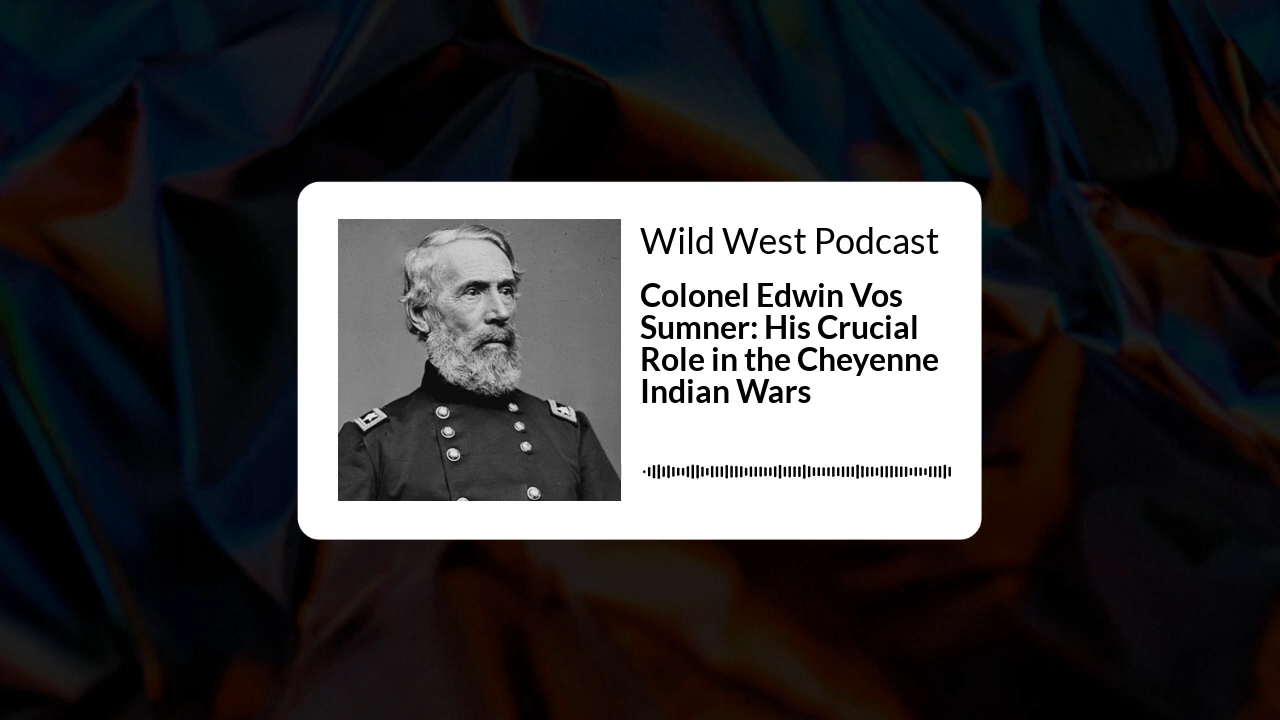 Wild West Podcast
Colonel Edwin Vos
Sumner: His Crucial
Role in the Cheyenne
Indian Wars